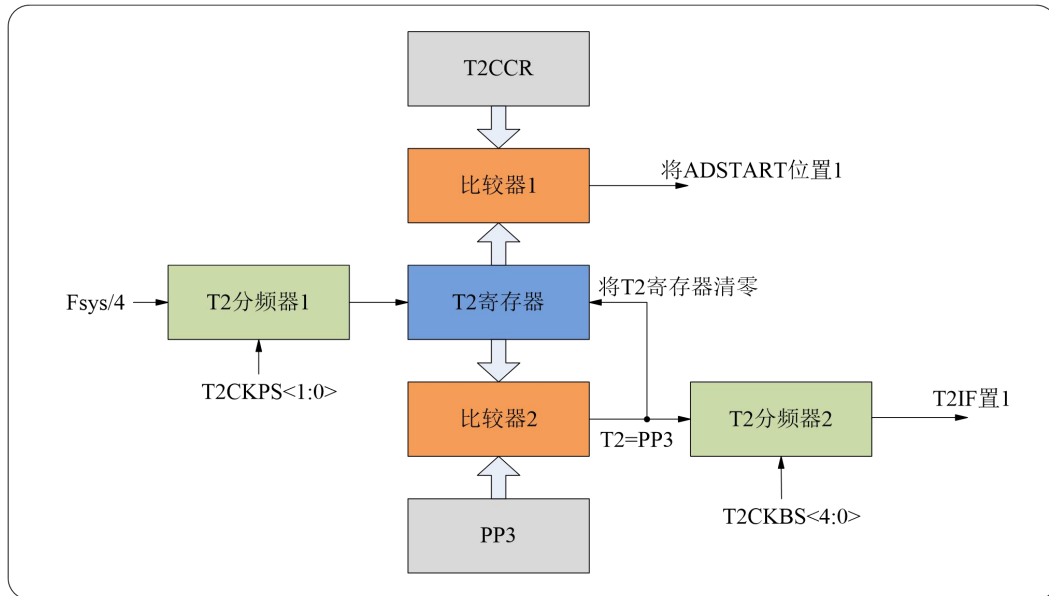 T2CCR
比较器1
将ADSTART位置1
Fsys/4
T2分频器1
T2寄存器
将T2寄存器清零
T2CKPS<1:0>
比较器2
T2=PP3
T2分频器2
T2IF置1
PP3
T2CKBS<4:0>